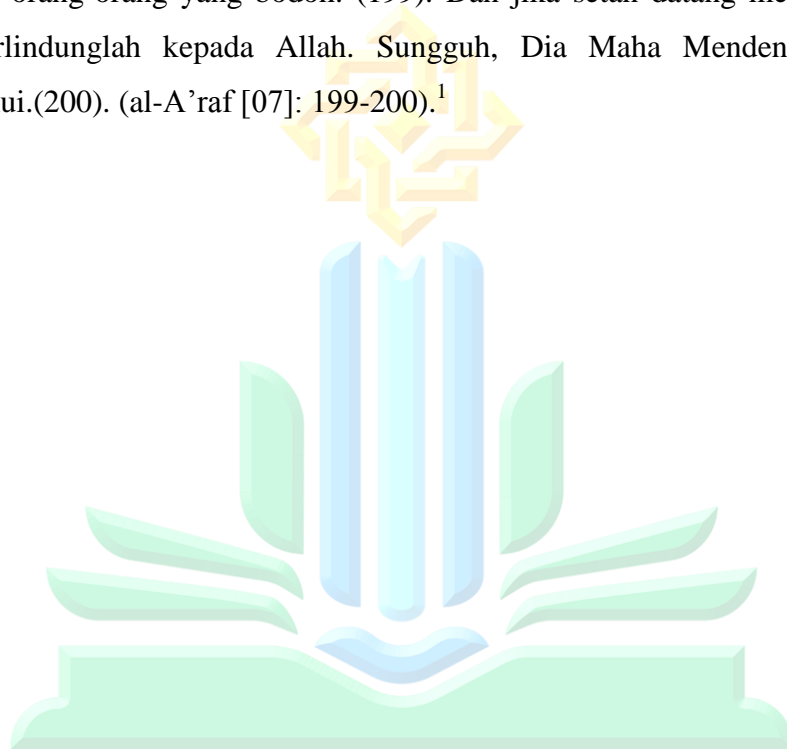 orang-orang yang bodoh. (199). Dan jika setan datang me
rlindunglah kepada Allah. Sungguh, Dia Maha Menden
ui.(200). (al-A’raf [07]: 199-200).1